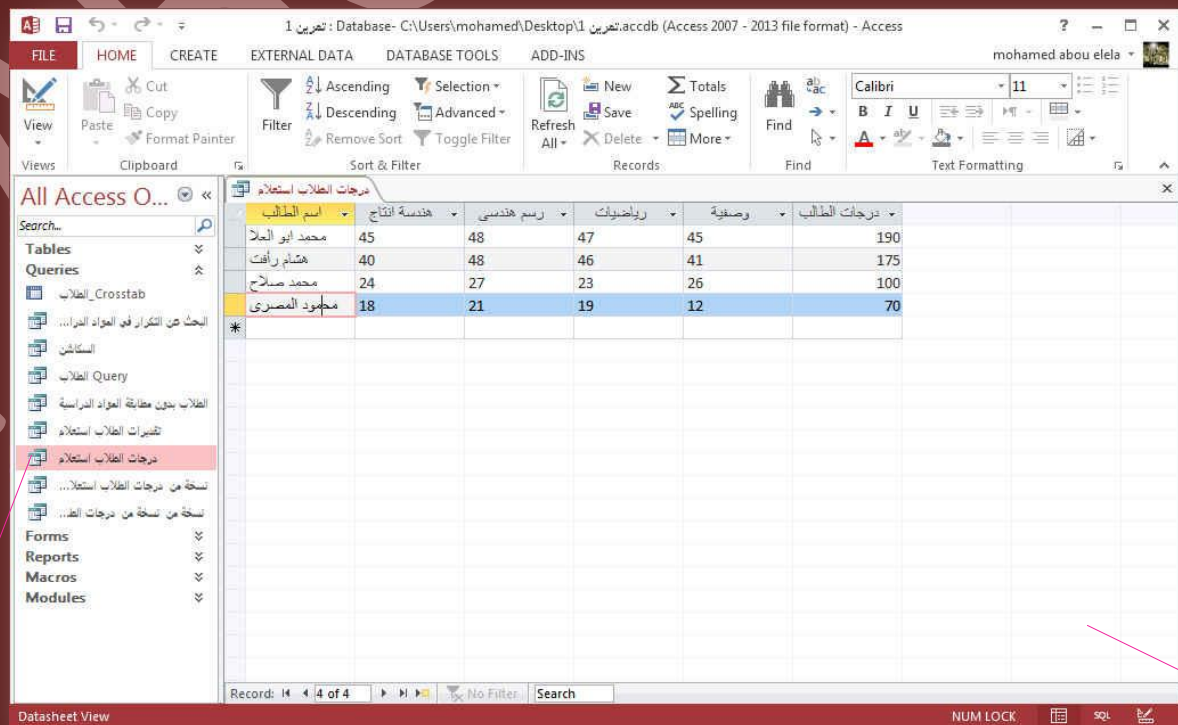 تمرين 1 : Database- C:\Users\mohamed\Desktop\تمرين 1.accdb (Access 2007 - 2013 file format) - Access
FILE HOME CREATE EXTERNAL DATA DATABASE TOOLS ADD-INS mohamed abou elela
View Paste Cut Copy Format Painter
Filter Ascending Descending Remove Sort Selection Advanced Toggle Filter
Refresh All New Save Delete Totals Spelling More
Find Calibri 11 B I U
Views Clipboard Sort & Filter Records Find Text Formatting
All Access O...
Search...
Tables
Queries
الطلاب_Crosstab
البحث عن التكرار في المواد الدرا...
السكاشن
الطلاب Query
الطلاب بدون مطابقة المواد الدراسية
تقديرات الطلاب استعلام
درجات الطلاب استعلام
نسخة من درجات الطلاب استعلا...
نسخة من نسخة من درجات الط...
Forms
Reports
Macros
Modules
درجات الطلاب استعلام
اسم الطالب هندسة انتاج رسم هندسى رياضيات وصفية درجات الطالب
محمد ابو العلا 45 48 47 45 190
هشام رأفت 40 48 46 41 175
محمد صلاح 24 27 23 26 100
محمود المصرى 18 21 19 12 70
Record: 4 of 4 No Filter Search
Datasheet View NUM LOCK SQL